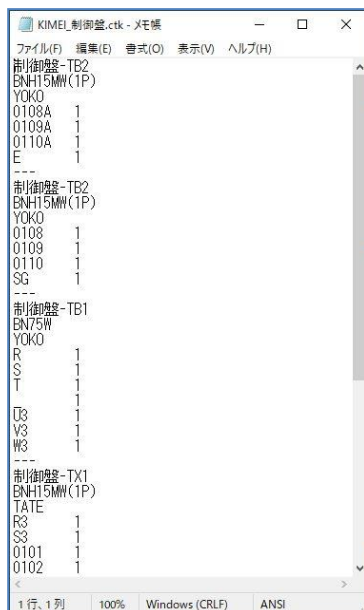 KIMEI_制御盤.ctk - メモ帳
ファイル(F) 編集(E) 書式(O) 表示(V) ヘルプ(H)
制御盤-TB2
BNH15MW(1P)
YOKO
0108A 1
0109A 1
0110A 1
E 1
---
制御盤-TB2
BNH15MW(1P)
YOKO
0108 1
0109 1
0110 1
SG 1
---
制御盤-TB1
BN75W
YOKO
R 1
S 1
T 1
1
U3 1
V3 1
W3 1
---
制御盤-TX1
BNH15MW(1P)
TATE
R3 1
S3 1
0101 1
0102 1
1 行、1 列 100% Windows (CRLF) ANSI